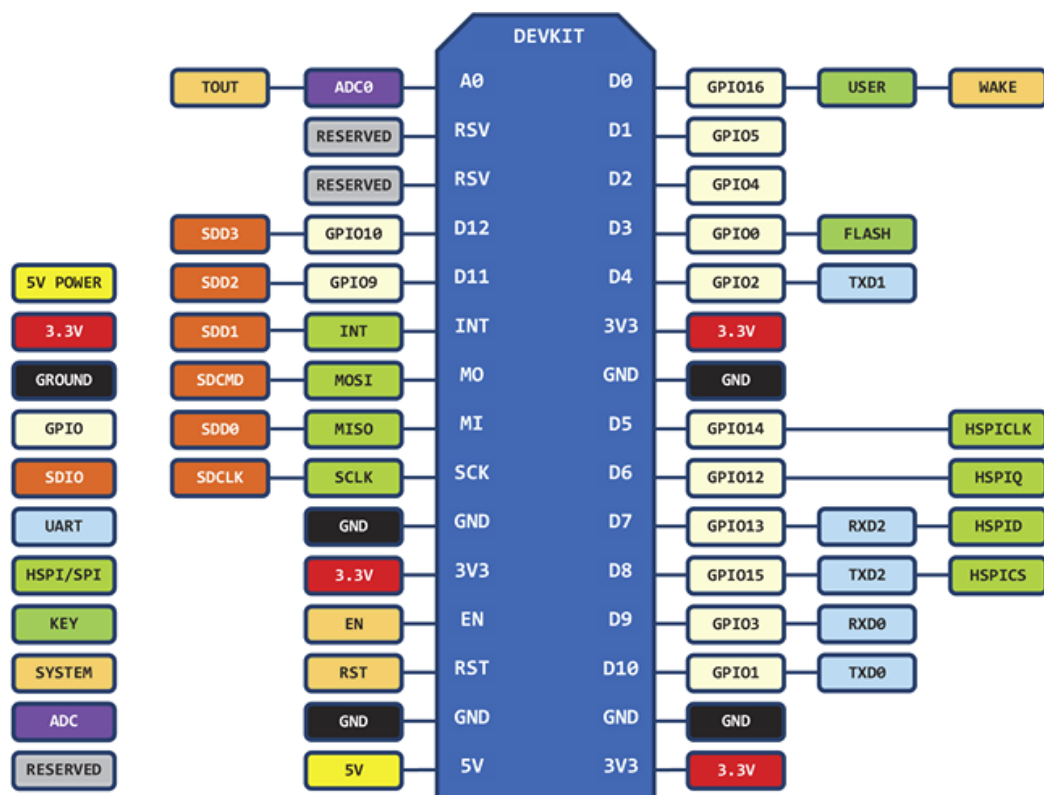 DEVKIT
TOUT ADC0 A0 D0 GPIO16 USER WAKE
RESERVED RSV D1 GPIO5
RESERVED RSV D2 GPIO4
SDD3 GPIO10 D12 D3 GPIO0 FLASH
5V POWER SDD2 GPIO9 D11 D4 GPIO2 TXD1
3.3V SDD1 INT INT 3V3 3.3V
GROUND SDCMD MOSI MO GND GND
GPIO SDD0 MISO MI D5 GPIO14 HSPICLK
SDIO SDCLK SCLK SCK D6 GPIO12 HSPIQ
UART GND GND D7 GPIO13 RXD2 HSPID
HSPI/SPI 3.3V 3V3 D8 GPIO15 TXD2 HSPICS
KEY EN EN D9 GPIO3 RXD0
SYSTEM RST RST D10 GPIO1 TXD0
ADC GND GND GND GND
RESERVED 5V 5V 3V3 3.3V